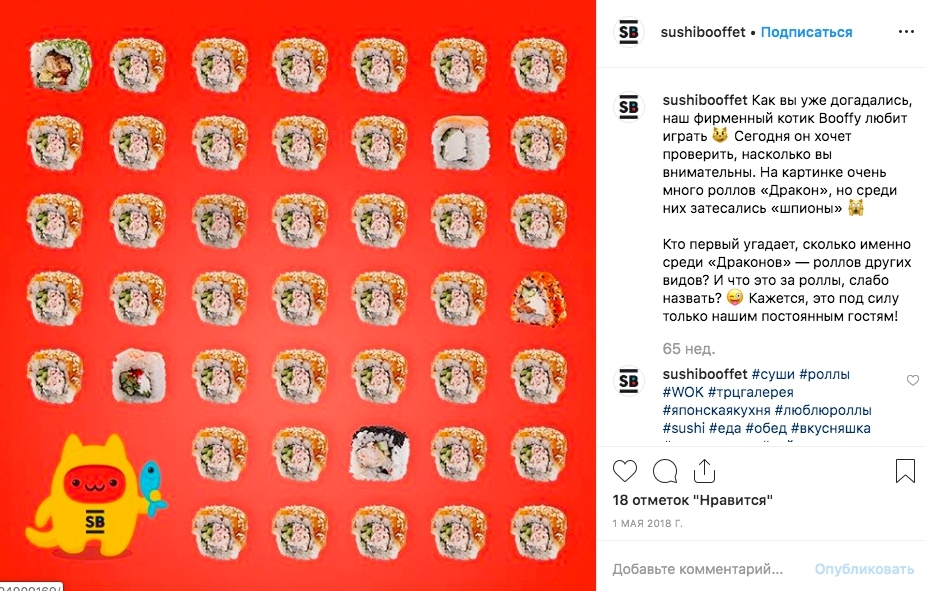 SB
sushibooffet • Подписаться
SB
sushibooffet Как вы уже догадались,
наш фирменный котик Booffy любит
играть 😼 Сегодня он хочет
проверить, насколько вы
внимательны. На картинке очень
много роллов «Дракон», но среди
них затесались «шпионы» 🙀
Кто первый угадает, сколько именно
среди «Драконов» — роллов других
видов? И что это за роллы, слабо
назвать? 😜 Кажется, это под силу
только нашим постоянным гостям!
65 нед.
SB
sushibooffet #суши #роллы
#WOK #трцгалерея
#японскаякухня #люблюроллы
#sushi #еда #обед #вкусняшка
18 отметок "Нравится"
1 МАЯ 2018 Г.
Добавьте комментарий... Опубликовать
SB